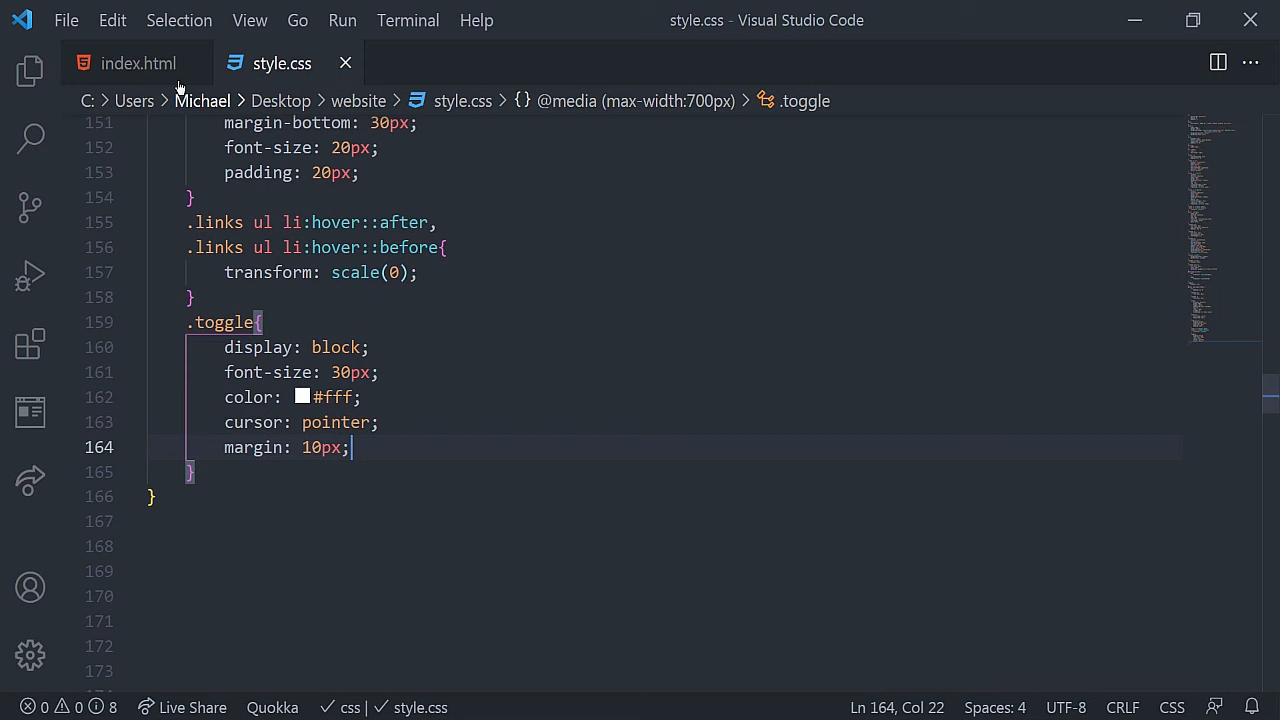 File Edit Selection View Go Run Terminal Help style.css - Visual Studio Code
index.html style.css
C: > Users > Michael > Desktop > website > style.css > {} @media (max-width:700px) > .toggle
151 margin-bottom: 30px;
152 font-size: 20px;
153 padding: 20px;
154 }
155 .links ul li:hover::after,
156 .links ul li:hover::before{
157 transform: scale(0);
158 }
159 .toggle{
160 display: block;
161 font-size: 30px;
162 color: #fff;
163 cursor: pointer;
164 margin: 10px;
165 }
166 }
167
168
169
170
171
172
173
0 0 8 Live Share Quokka css | style.css Ln 164, Col 22 Spaces: 4 UTF-8 CRLF CSS